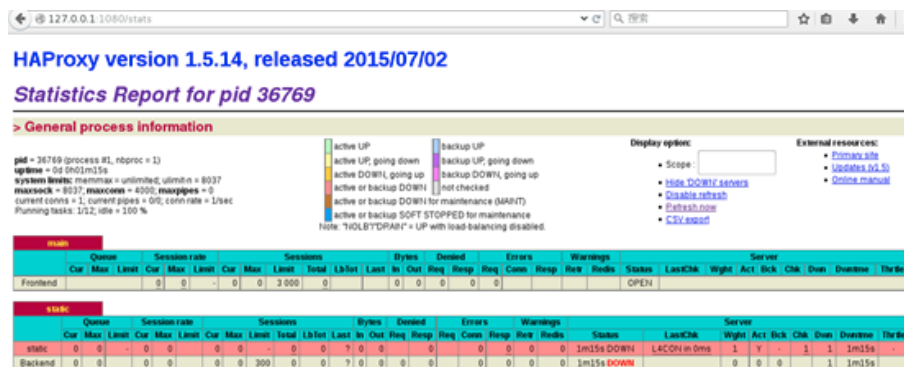 127.0.0.1:1080/stats
搜索
HAProxy version 1.5.14, released 2015/07/02
Statistics Report for pid 36769
> General process information
pid = 36769 (process #1, nbproc = 1)
uptime = 0d 0h01m15s
system limits: memmax = unlimited; ulimit-n = 8037
maxsock = 8037; maxconn = 4000; maxpipes = 0
current conns = 1; current pipes = 0/0; conn rate = 1/sec
Running tasks: 1/12; idle = 100 %
active UP backup UP
active UP, going down backup UP, going down
active DOWN, going up backup DOWN, going up
active or backup DOWN not checked
active or backup DOWN for maintenance (MAINT)
active or backup SOFT STOPPED for maintenance
Note: "NOLB"/"DRAIN" = UP with load-balancing disabled.
Display option:
Scope :
Hide 'DOWN' servers
Disable refresh
Refresh now
CSV export
External resources:
Primary site
Updates (v1.5)
Online manual
main
Queue Session rate Sessions Bytes Denied Errors Warnings Server
Cur Max Limit Cur Max Limit Cur Max Limit Total LbTot Last In Out Req Resp Req Conn Resp Retr Redis Status LastChk Wght Act Bck Chk Dwn Dwntme Thrtle
Frontend 0 0 - 0 0 3 000 0 0 0 0 0 0 OPEN
static
Queue Session rate Sessions Bytes Denied Errors Warnings Server
Cur Max Limit Cur Max Limit Cur Max Limit Total LbTot Last In Out Req Resp Req Conn Resp Retr Redis Status LastChk Wght Act Bck Chk Dwn Dwntme Thrtle
static 0 0 - 0 0 0 0 - 0 0 ? 0 0 0 0 0 0 0 1m15s DOWN L4CON in 0ms 1 Y - 1 1 1m15s -
Backend 0 0 0 0 0 0 300 0 0 ? 0 0 0 0 0 0 0 0 1m15s DOWN 0 0 0 1 1m15s